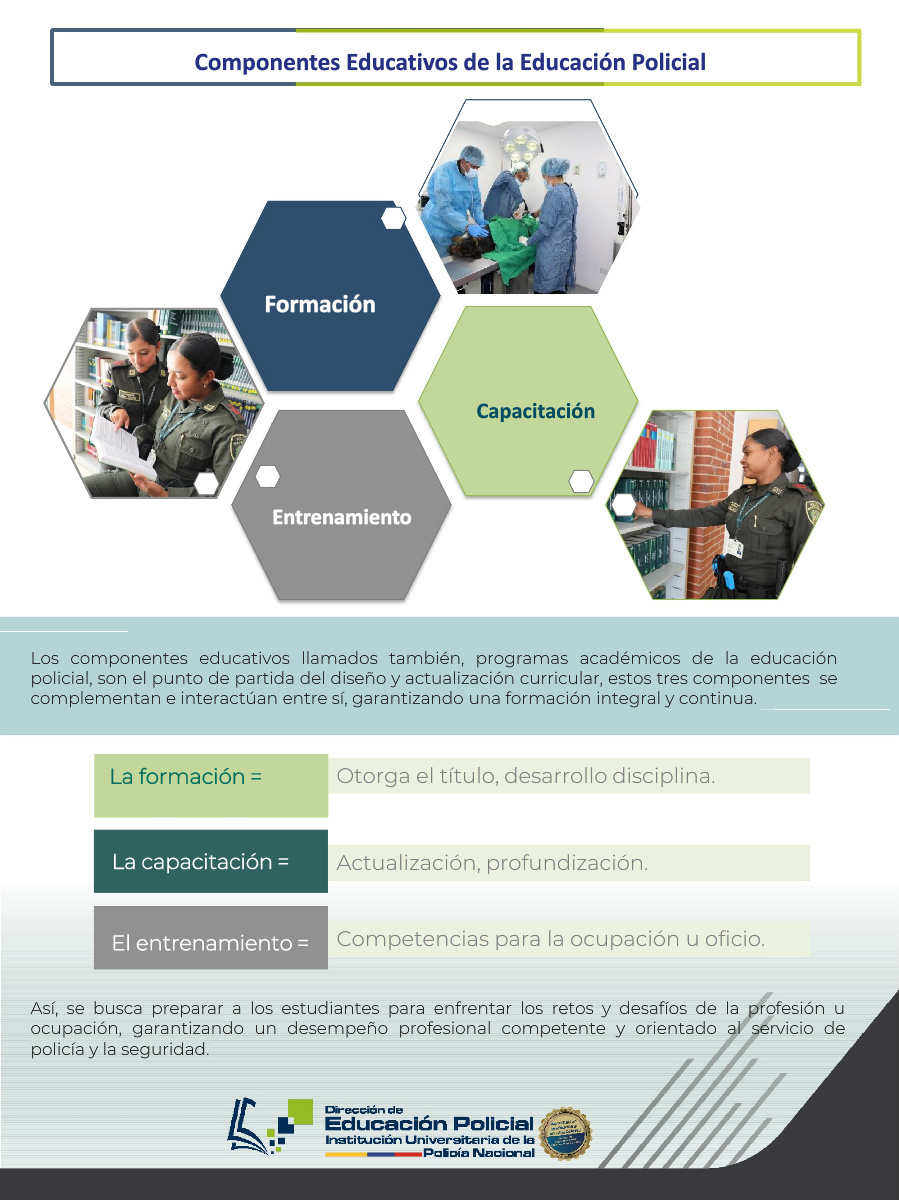 Componentes Educativos de la Educación Policial
Formación
Capacitación
Entrenamiento
Los componentes educativos llamados también, programas académicos de la educación
policial, son el punto de partida del diseño y actualización curricular, estos tres componentes se
complementan e interactúan entre sí, garantizando una formación integral y continua.
La formación =
Otorga el título, desarrollo disciplina.
La capacitación =
Actualización, profundización.
El entrenamiento =
Competencias para la ocupación u oficio.
Así, se busca preparar a los estudiantes para enfrentar los retos y desafíos de la profesión u
ocupación, garantizando un desempeño profesional competente y orientado al servicio de
policía y la seguridad.
Dirección de
Educación Policial
Institución Universitaria de la
Policía Nacional